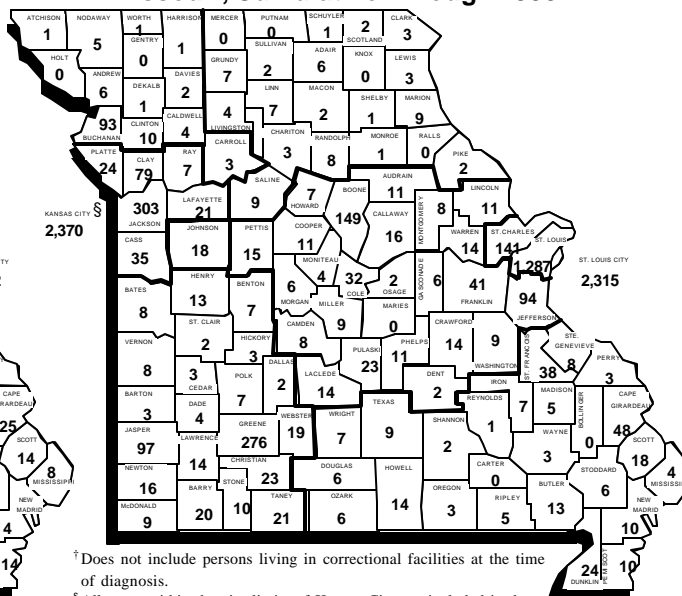 ATCHISON NODAWAY WORTH HARRISON MERCER PUTNAM SCHUYLER SCOTLAND CLARK
1 5 1 1 0 0 1 2 3
HOLT GENTRY SULLIVAN ADAIR KNOX LEWIS
0 0 2 6 0 3
ANDREW DEKALB DAVIES GRUNDY LINN MACON SHELBY MARION
6 1 2 7 7 2 1 9
BUCHANAN CLINTON CALDWELL LIVINGSTON CHARITON RANDOLPH MONROE RALLS
93 10 4 4 3 8 1 0
PLATTE CLAY RAY CARROLL PIKE
24 79 7 3 2
KANSAS CITY §
2,370
JACKSON LAFAYETTE SALINE HOWARD BOONE AUDRAIN LINCOLN
303 21 9 7 149 11 11
CASS JOHNSON PETTIS COOPER CALLAWAY MONTGOMERY WARREN ST.CHARLES ST. LOUIS
35 18 15 11 16 8 14 141 1,287
ST. LOUIS CITY
2,315
BATES HENRY BENTON MORGAN MONITEAU COLE OSAGE GASCONADE FRANKLIN JEFFERSON
8 13 7 6 4 32 2 6 41 94
VERNON ST. CLAIR HICKORY CAMDEN MILLER MARIES CRAWFORD WASHINGTON ST. FRANCIS STE. GENEVIEVE PERRY
8 2 3 8 9 0 14 9 38 8 3
BARTON CEDAR POLK DALLAS LACLEDE PULASKI PHELPS DENT IRON MADISON BOLLINGER CAPE GIRARDEAU
3 3 7 2 14 23 11 2 7 5 0 48
JASPER DADE GREENE WEBSTER WRIGHT TEXAS SHANNON REYNOLDS WAYNE SCOTT
97 4 276 19 7 9 2 1 3 18
NEWTON LAWRENCE CHRISTIAN DOUGLAS HOWELL CARTER BUTLER STODDARD
16 14 23 6 14 0 13 6 4
McDONALD BARRY STONE TANEY OZARK OREGON RIPLEY NEW MADRID
9 20 10 21 6 3 5 10
DUNKLIN PEMISCOT
24 10
CAPE
25
SCOTT
14
8
MISSISSIPPI
NEW MADRID
4
14
† Does not include persons living in correctional facilities at the time
of diagnosis.